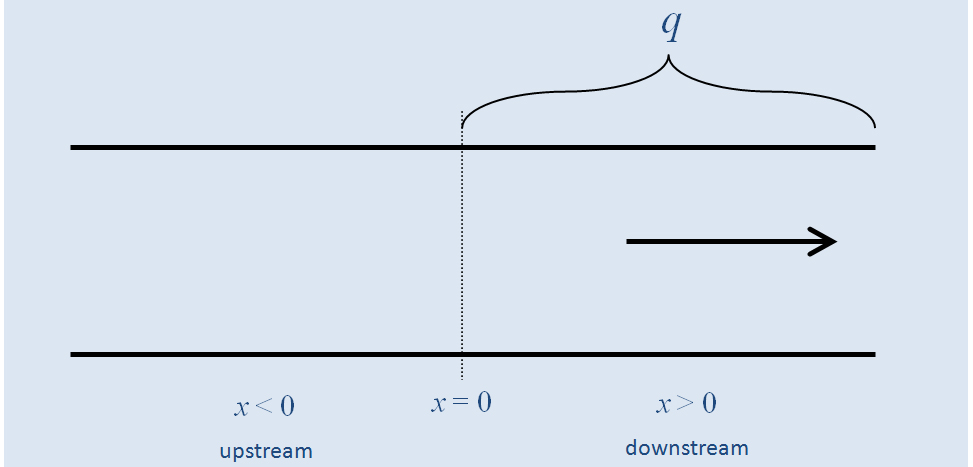 q
x < 0
x = 0
x > 0
upstream
downstream